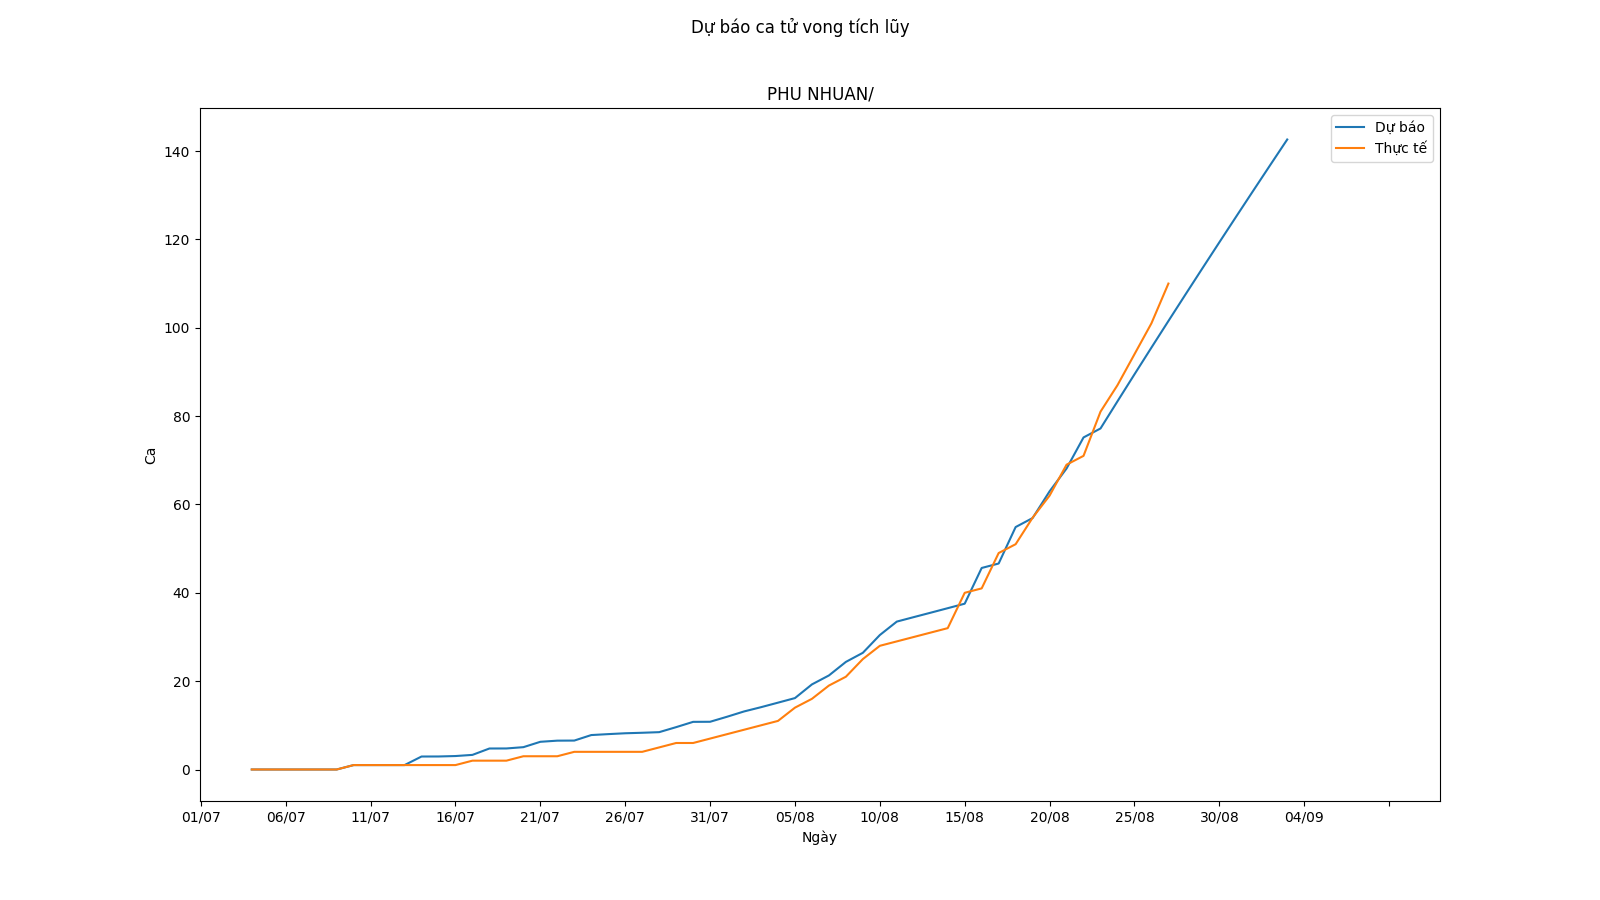 Dự báo ca tử vong tích lũy
PHU NHUAN/
Dự báo
Thực tế
140
120
100
80
60
40
20
0
Ca
01/07 06/07 11/07 16/07 21/07 26/07 31/07 05/08 10/08 15/08 20/08 25/08 30/08 04/09
Ngày